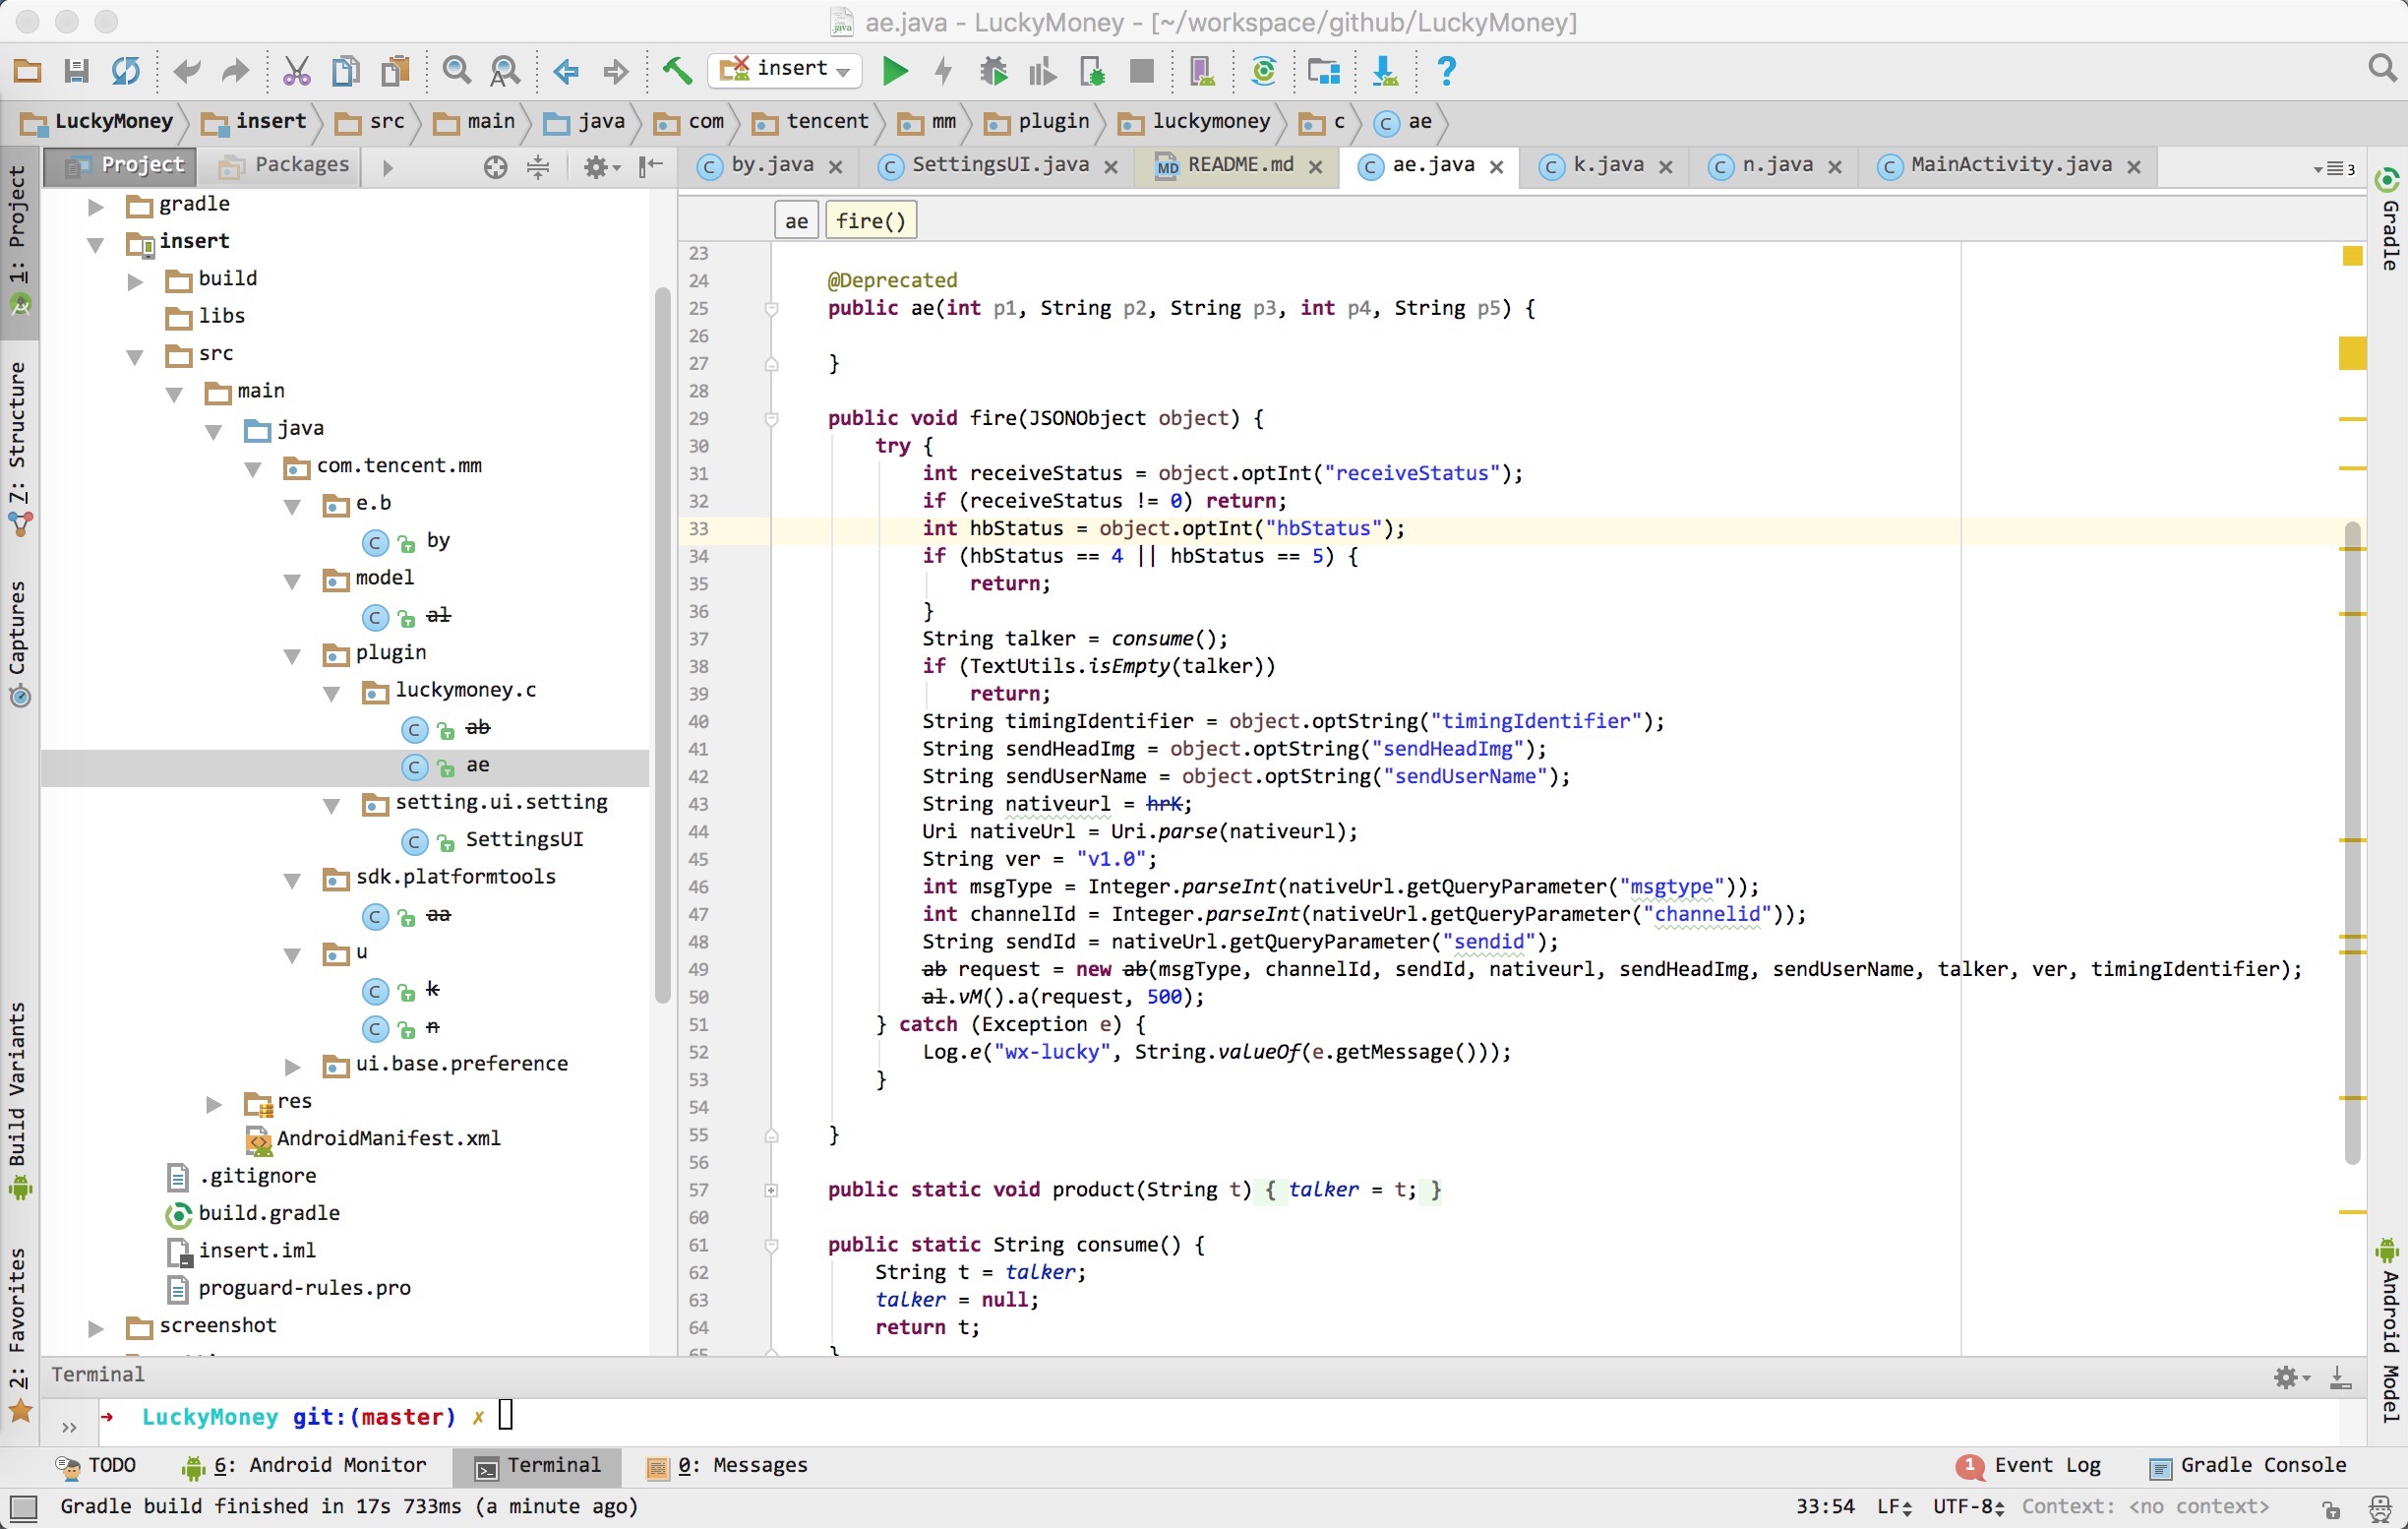 ae.java - LuckyMoney - [~/workspace/github/LuckyMoney]
insert
LuckyMoney insert src main java com tencent mm plugin luckymoney c ae
Project Packages
by.java SettingsUI.java README.md ae.java k.java n.java MainActivity.java 3
1: Project
7: Structure
Captures
Build Variants
2: Favorites
gradle
insert
build
libs
src
main
java
com.tencent.mm
e.b
by
model
al
plugin
luckymoney.c
ab
ae
setting.ui.setting
SettingsUI
sdk.platformtools
aa
u
k
n
ui.base.preference
res
AndroidManifest.xml
.gitignore
build.gradle
insert.iml
proguard-rules.pro
screenshot
ae fire()
23
24 @Deprecated
25 public ae(int p1, String p2, String p3, int p4, String p5) {
26
27 }
28
29 public void fire(JSONObject object) {
30 try {
31 int receiveStatus = object.optInt("receiveStatus");
32 if (receiveStatus != 0) return;
33 int hbStatus = object.optInt("hbStatus");
34 if (hbStatus == 4 || hbStatus == 5) {
35 return;
36 }
37 String talker = consume();
38 if (TextUtils.isEmpty(talker))
39 return;
40 String timingIdentifier = object.optString("timingIdentifier");
41 String sendHeadImg = object.optString("sendHeadImg");
42 String sendUserName = object.optString("sendUserName");
43 String nativeurl = hrK;
44 Uri nativeUrl = Uri.parse(nativeurl);
45 String ver = "v1.0";
46 int msgType = Integer.parseInt(nativeUrl.getQueryParameter("msgtype"));
47 int channelId = Integer.parseInt(nativeUrl.getQueryParameter("channelid"));
48 String sendId = nativeUrl.getQueryParameter("sendid");
49 ab request = new ab(msgType, channelId, sendId, nativeurl, sendHeadImg, sendUserName, talker, ver, timingIdentifier);
50 al.vM().a(request, 500);
51 } catch (Exception e) {
52 Log.e("wx-lucky", String.valueOf(e.getMessage()));
53 }
54
55 }
56
57 public static void product(String t) { talker = t; }
60
61 public static String consume() {
62 String t = talker;
63 talker = null;
64 return t;
65 }
Gradle
Android Model
Terminal
→ LuckyMoney git:(master) ✗
TODO 6: Android Monitor Terminal 0: Messages 1 Event Log Gradle Console
Gradle build finished in 17s 733ms (a minute ago) 33:54 LF UTF-8 Context: <no context>